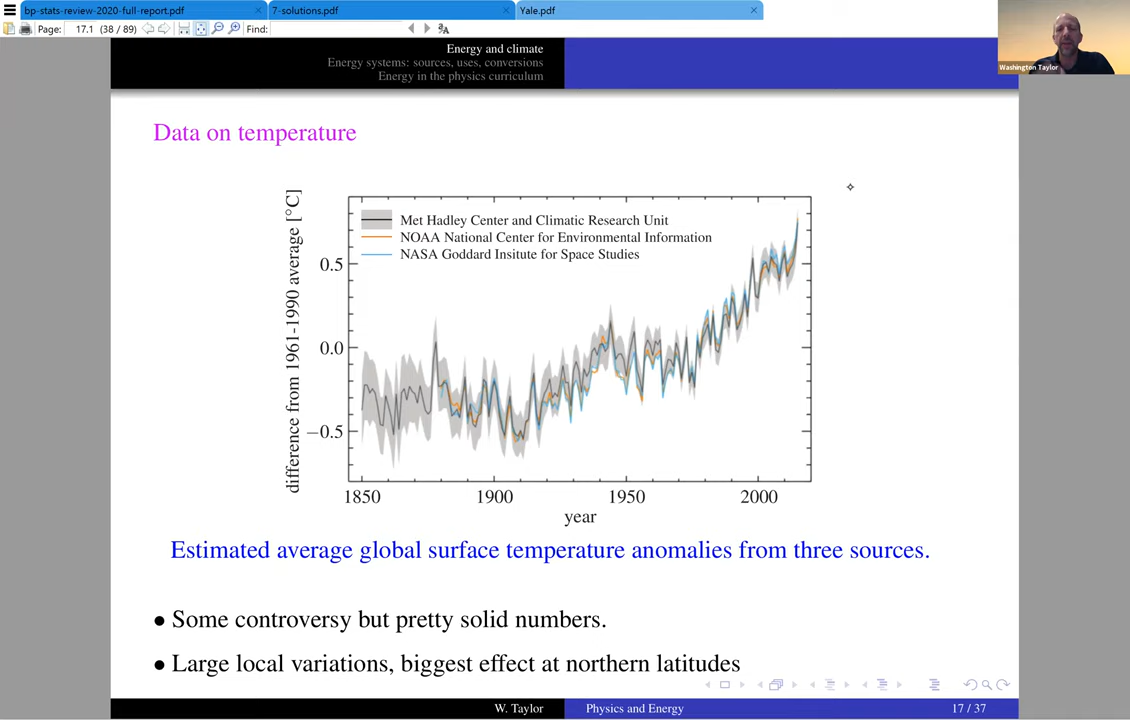 bp-stats-review-2020-full-report.pdf
7-solutions.pdf
Yale.pdf
Page: 17.1 (38 / 89) Find:
Washington Taylor
Energy and climate
Energy systems: sources, uses, conversions
Energy in the physics curriculum
Data on temperature
difference from 1961-1990 average [°C]
Met Hadley Center and Climatic Research Unit
NOAA National Center for Environmental Information
NASA Goddard Insitute for Space Studies
0.5
0.0
−0.5
1850 1900 1950 2000
year
Estimated average global surface temperature anomalies from three sources.
• Some controversy but pretty solid numbers.
• Large local variations, biggest effect at northern latitudes
W. Taylor Physics and Energy 17 / 37